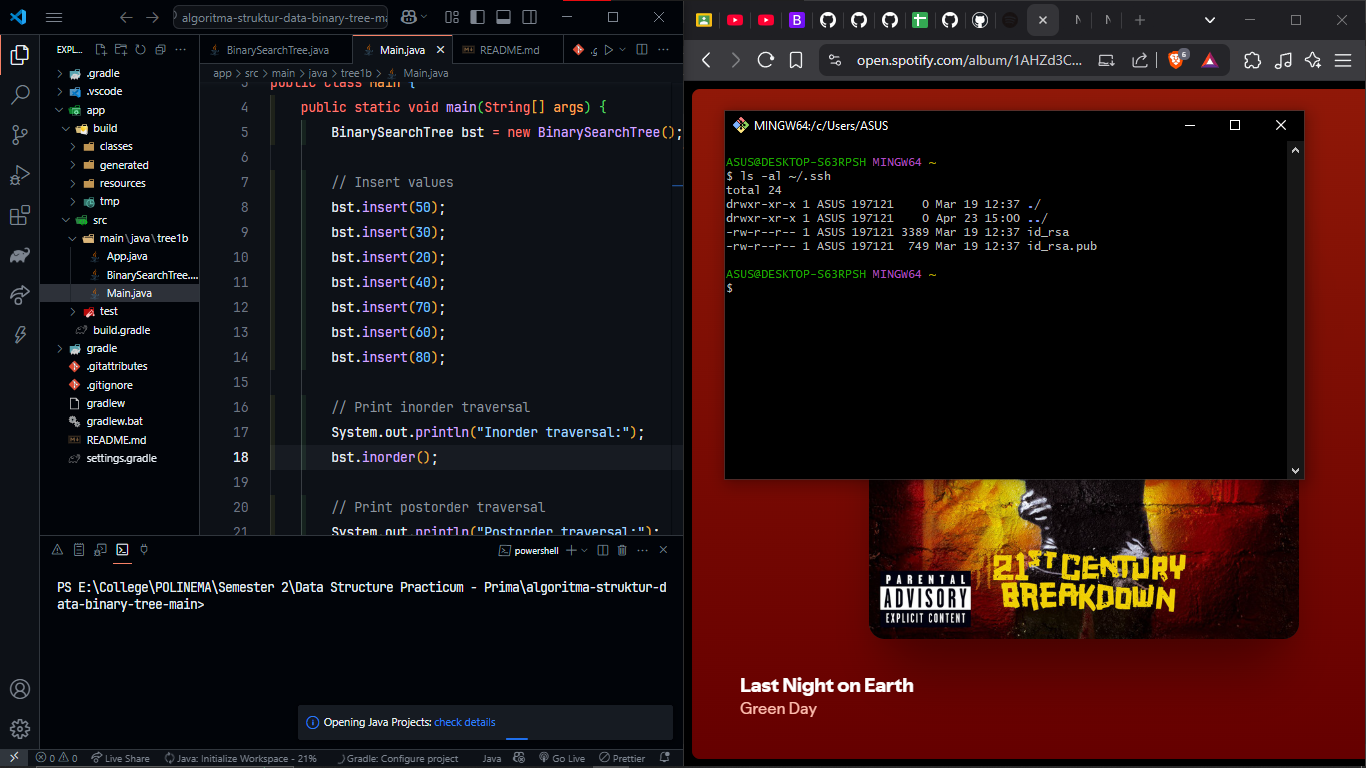 algoritma-struktur-data-binary-tree-ma
EXPL...
BinarySearchTree.java
Main.java
README.md
app > src > main > java > tree1b > Main.java
.gradle
.vscode
app
build
classes
generated
resources
tmp
src
main\java\tree1b
App.java
BinarySearchTree....
Main.java
test
build.gradle
gradle
.gitattributes
.gitignore
gradlew
gradlew.bat
README.md
settings.gradle
3 public class Main {
4 public static void main(String[] args) {
5 BinarySearchTree bst = new BinarySearchTree();
6
7 // Insert values
8 bst.insert(50);
9 bst.insert(30);
10 bst.insert(20);
11 bst.insert(40);
12 bst.insert(70);
13 bst.insert(60);
14 bst.insert(80);
15
16 // Print inorder traversal
17 System.out.println("Inorder traversal:");
18 bst.inorder();
19
20 // Print postorder traversal
21 System.out.println("Postorder traversal:");
powershell
PS E:\College\POLINEMA\Semester 2\Data Structure Practicum - Prima\algoritma-struktur-d
ata-binary-tree-main>
Opening Java Projects: check details
0 0 Live Share Java: Initialize Workspace - 21% Gradle: Configure project Java Go Live Prettier
open.spotify.com/album/1AHZd3C...
6
MINGW64:/c/Users/ASUS
ASUS@DESKTOP-S63RPSH MINGW64 ~
$ ls -al ~/.ssh
total 24
drwxr-xr-x 1 ASUS 197121 0 Mar 19 12:37 ./
drwxr-xr-x 1 ASUS 197121 0 Apr 23 15:00 ../
-rw-r--r-- 1 ASUS 197121 3389 Mar 19 12:37 id_rsa
-rw-r--r-- 1 ASUS 197121 749 Mar 19 12:37 id_rsa.pub
ASUS@DESKTOP-S63RPSH MINGW64 ~
$
21ST CENTURY
BREAKDOWN
PARENTAL
ADVISORY
EXPLICIT CONTENT
Last Night on Earth
Green Day